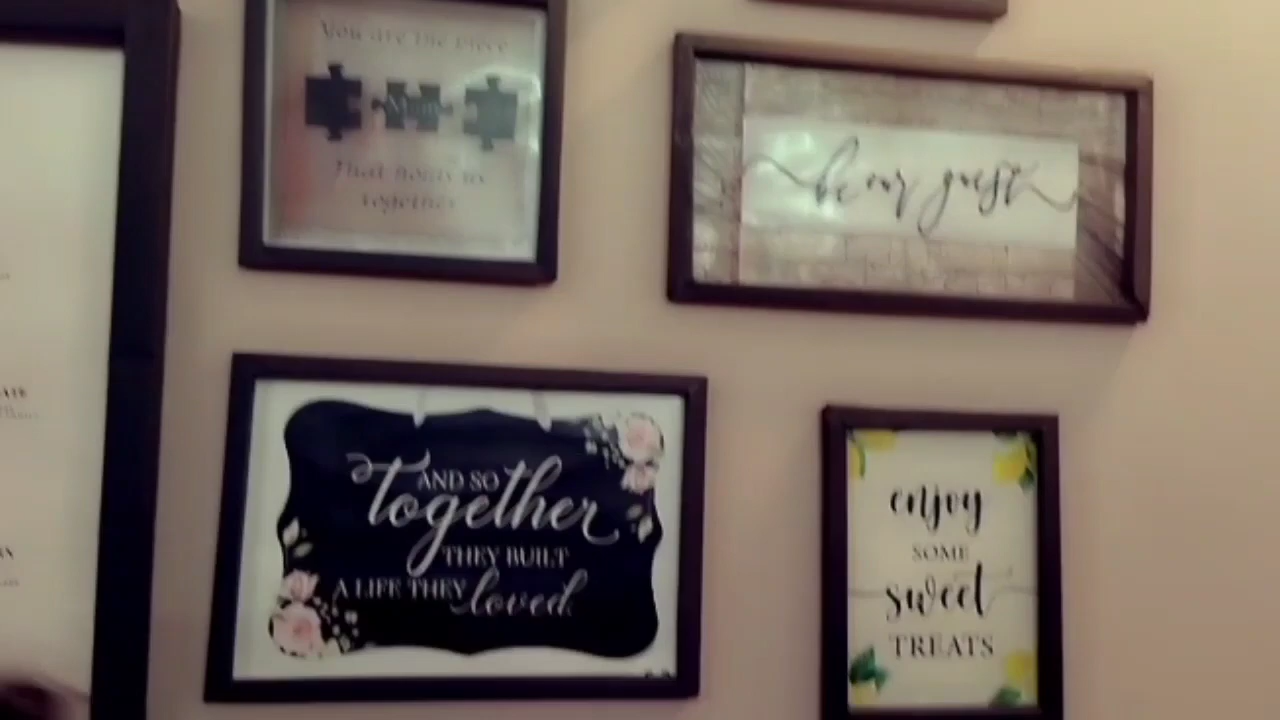 You are the piece
Mum
That holds us
together
be our guest
AND SO
together
THEY BUILT
A LIFE THEY loved.
enjoy
SOME
sweet
TREATS